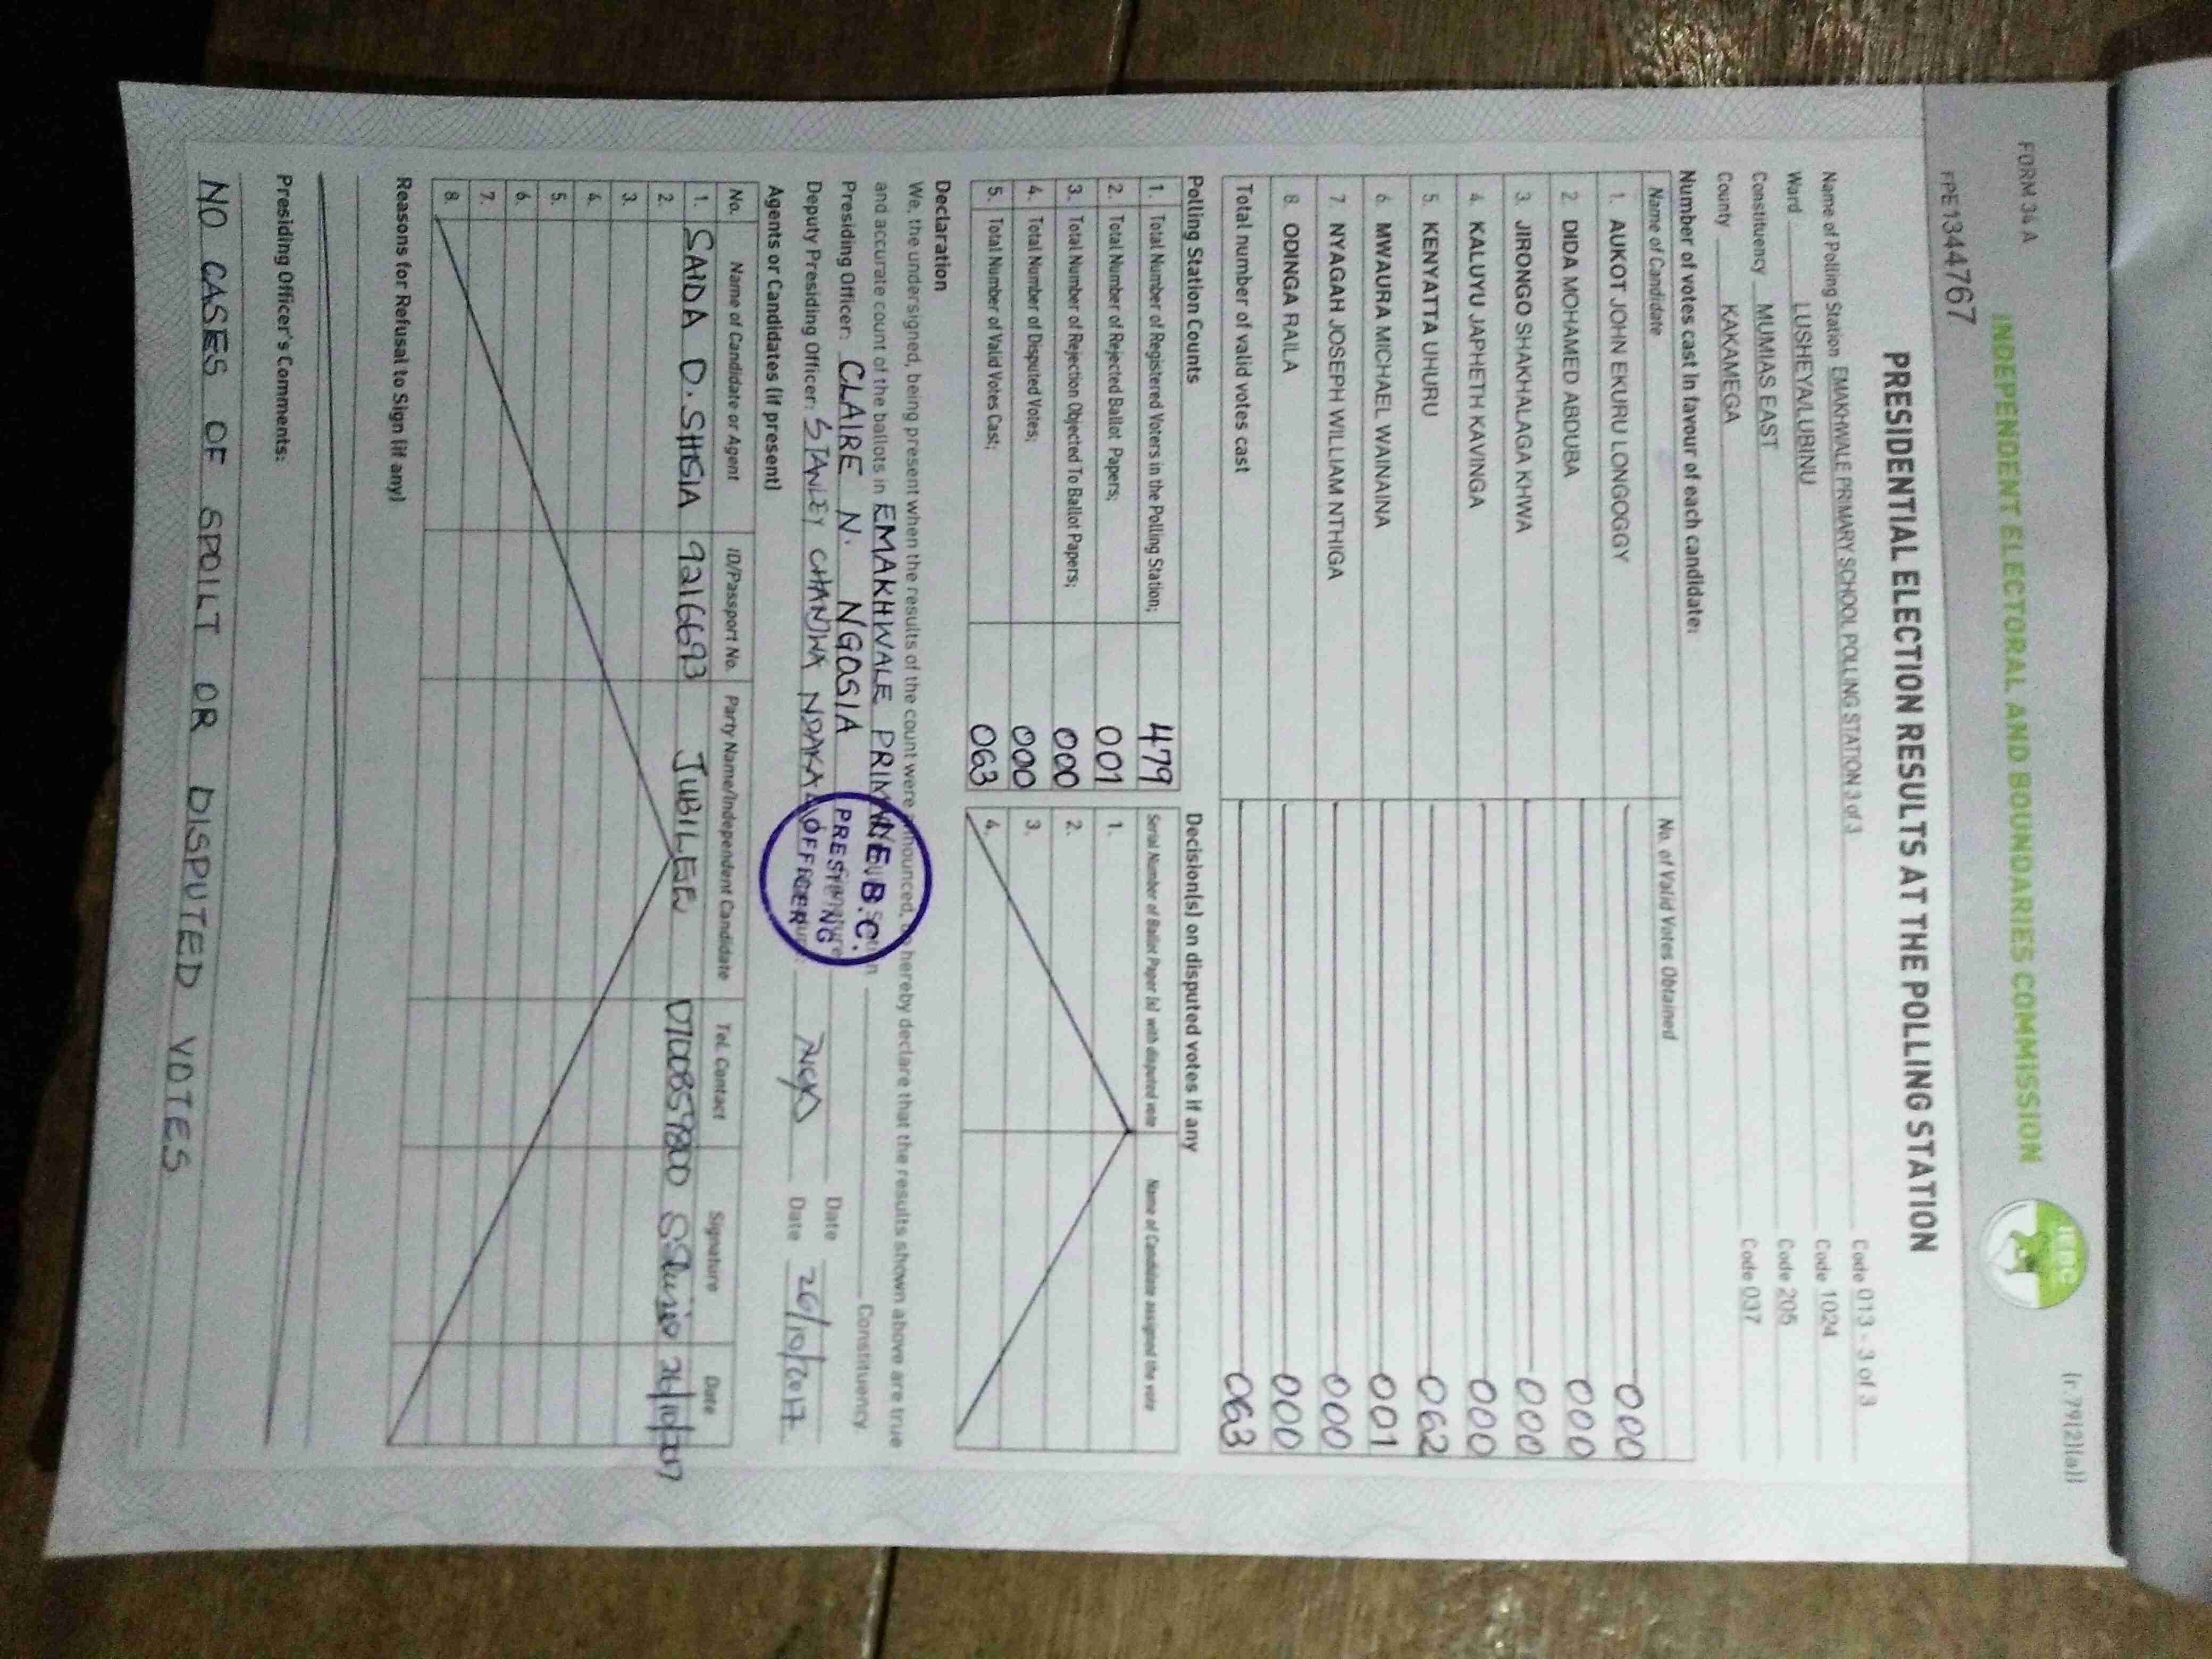 FORM 34 A
(r.79(2)(a))
INDEPENDENT ELECTORAL AND BOUNDARIES COMMISSION
IEBC
FPE1344767
PRESIDENTIAL ELECTION RESULTS AT THE POLLING STATION
Name of Polling Station EMAKHWALE PRIMARY SCHOOL POLLING STATION 3 of 3 Code 013 - 3 of 3
Ward LUSHEYA/LUBINU Code 1024
Constituency MUMIAS EAST Code 205
County KAKAMEGA Code 037
Number of votes cast in favour of each candidate:
Name of Candidate No. of Valid Votes Obtained
1. AUKOT JOHN EKURU LONGOGGY 000
2. DIDA MOHAMED ABDUBA 000
3. JIRONGO SHAKHALAGA KHWA 000
4. KALUYU JAPHETH KAVINGA 000
5. KENYATTA UHURU 062
6. MWAURA MICHAEL WAINAINA 001
7. NYAGAH JOSEPH WILLIAM NTHIGA 000
8. ODINGA RAILA 000
Total number of valid votes cast 063
Polling Station Counts
1. Total Number of Registered Voters in the Polling Station; 479
2. Total Number of Rejected Ballot Papers; 001
3. Total Number of Rejection Objected To Ballot Papers; 000
4. Total Number of Disputed Votes; 000
5. Total Number of Valid Votes Cast; 063
Decision(s) on disputed votes if any
Serial Number of Ballot Paper (s) with disputed vote Name of Candidate assigned the vote
1.
2.
3.
4.
Declaration
We, the undersigned, being present when the results of the count were announced, do hereby declare that the results shown above are true
and accurate count of the ballots in EMAKHWALE Constituency.
Presiding Officer: CLAIRE N. NGOSIA Date
Deputy Presiding Officer: STANLEY Date 26/10/2017
I.E.B.C.
PRESIDING
OFFICER
Agents or Candidates (if present)
No. Name of Candidate or Agent ID/Passport No. Party Name/Independent Candidate Tel. Contact Signature Date
1. SAIDA D. 9216693 JUBILEE 26/10/2017
2.
3.
4.
5.
6.
7.
8.
Reasons for Refusal to Sign (if any)
Presiding Officer's Comments:
NO CASES OF SPOILT OR DISPUTED VOTES